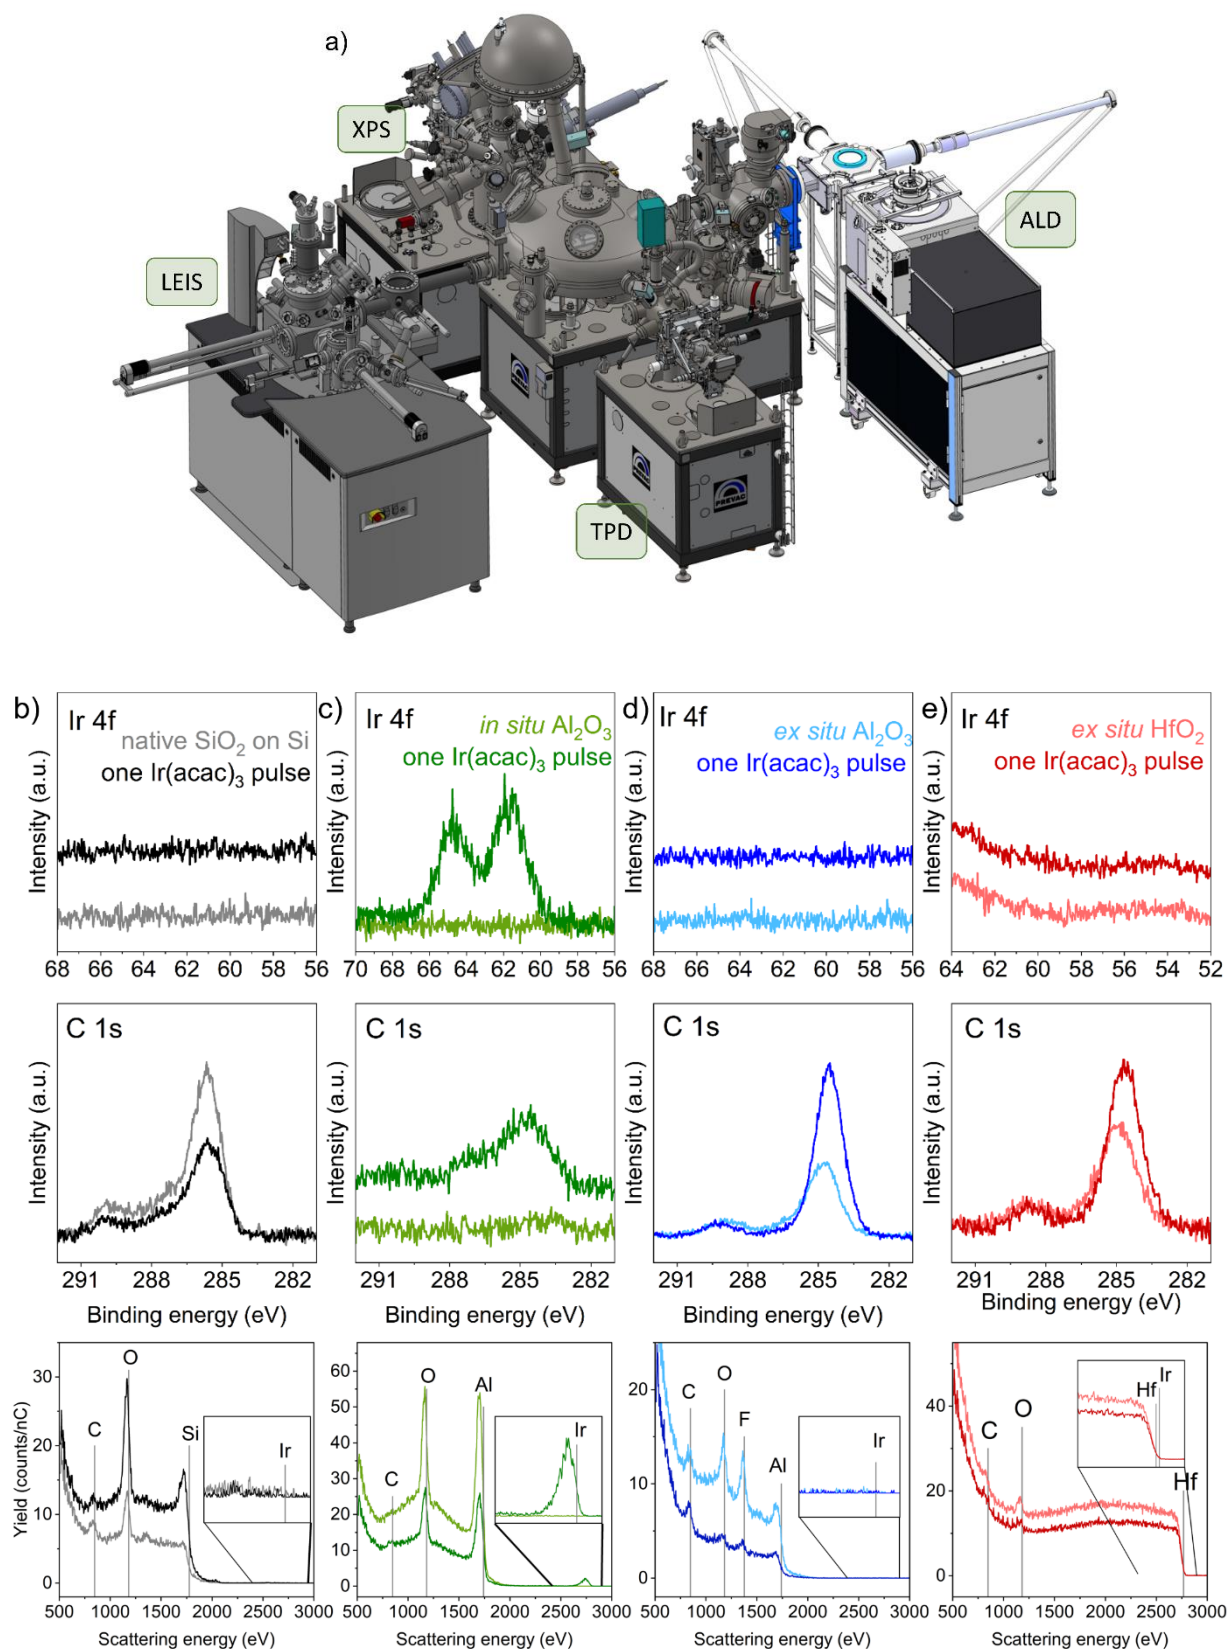 a)
XPS
ALD
LEIS
TPD
PREVAC
PREVAC
b)
Ir 4f
native SiO₂ on Si
one Ir(acac)₃ pulse
Intensity (a.u.)
68 66 64 62 60 58 56
c)
Ir 4f
in situ Al₂O₃
one Ir(acac)₃ pulse
Intensity (a.u.)
70 68 66 64 62 60 58 56
d)
Ir 4f
ex situ Al₂O₃
one Ir(acac)₃ pulse
Intensity (a.u.)
68 66 64 62 60 58 56
e)
Ir 4f
ex situ HfO₂
one Ir(acac)₃ pulse
Intensity (a.u.)
64 62 60 58 56 54 52
C 1s
Intensity (a.u.)
291 288 285 282
Binding energy (eV)
C 1s
Intensity (a.u.)
291 288 285 282
Binding energy (eV)
C 1s
Intensity (a.u.)
291 288 285 282
Binding energy (eV)
C 1s
Intensity (a.u.)
291 288 285 282
Binding energy (eV)
Yield (counts/nC)
30
20
10
0
C
O
Si
Ir
500 1000 1500 2000 2500 3000
Scattering energy (eV)
60
50
40
30
20
10
0
C
O
Al
Ir
500 1000 1500 2000 2500 3000
Scattering energy (eV)
20
10
0
C
O
F
Al
Ir
500 1000 1500 2000 2500 3000
Scattering energy (eV)
40
20
0
C
O
Hf
Ir
Hf
500 1000 1500 2000 2500 3000
Scattering energy (eV)